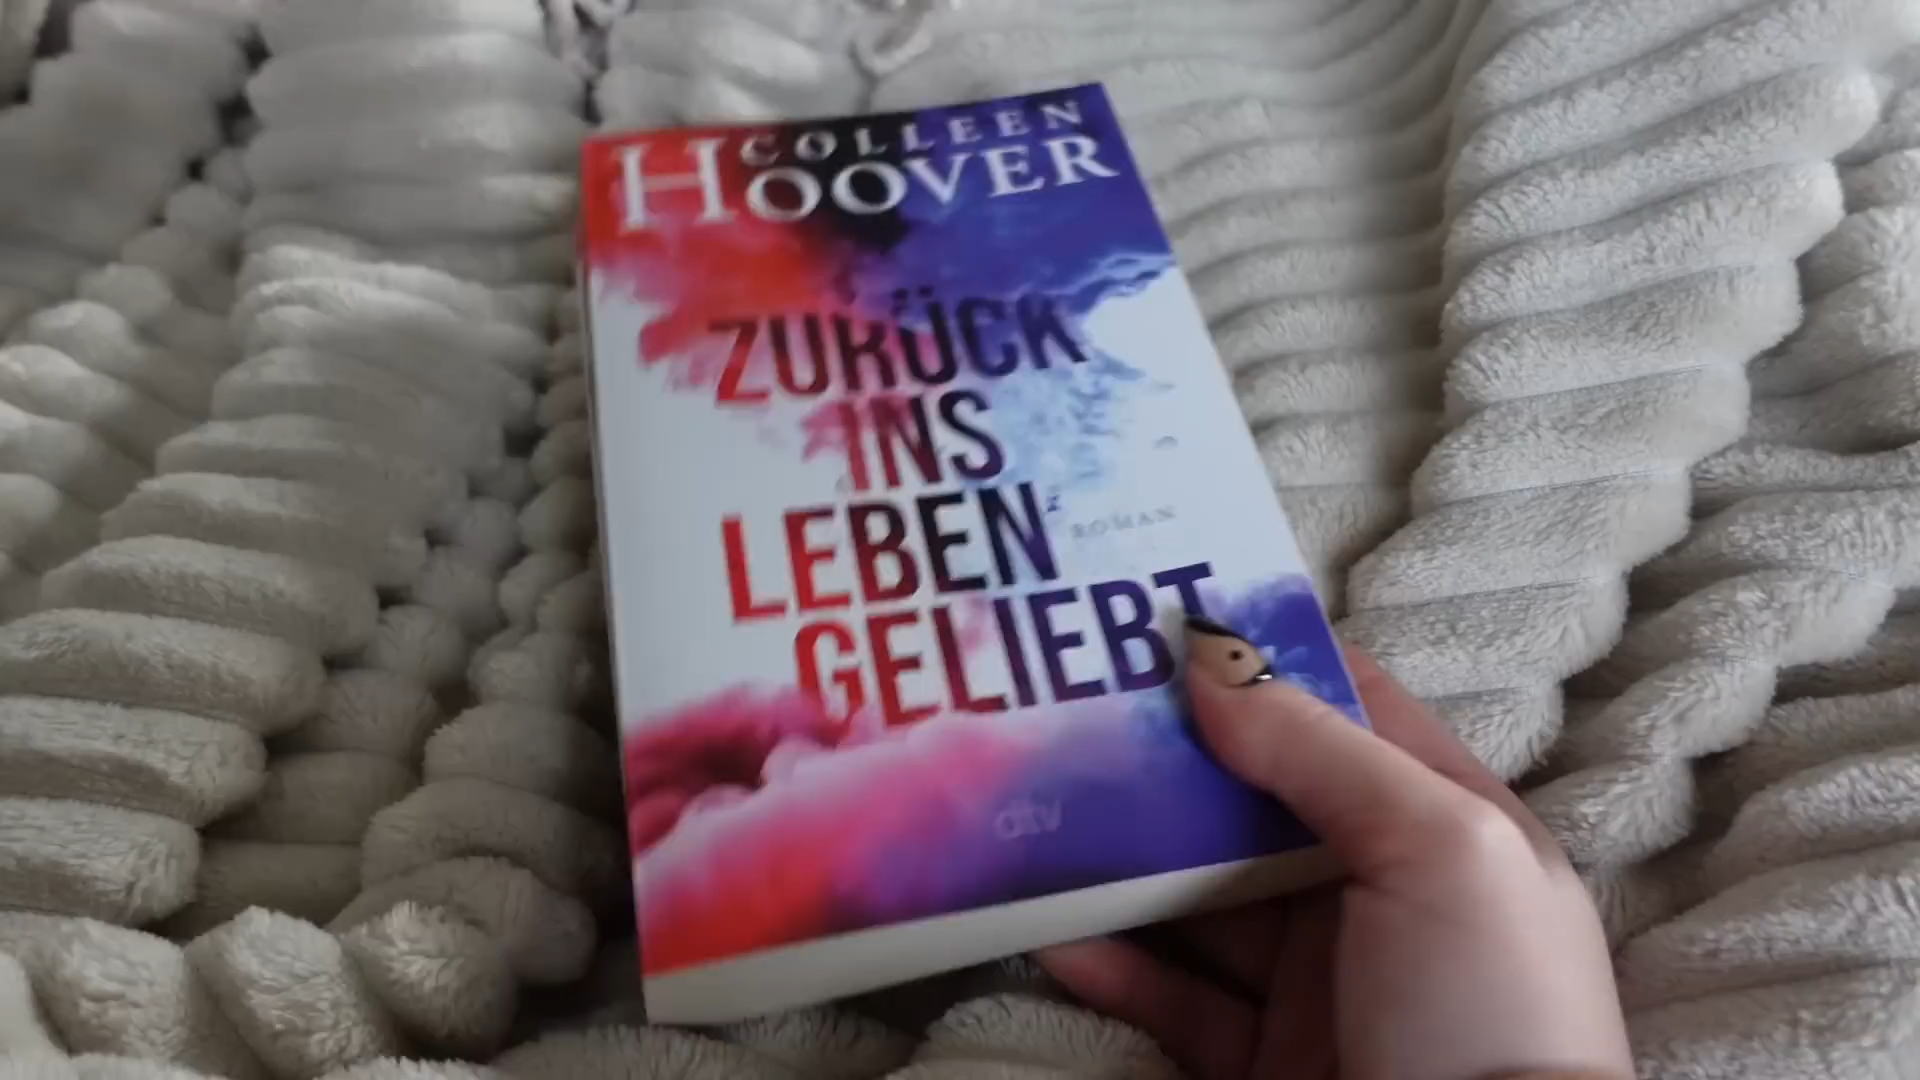 COLLEEN
HOOVER
ZURÜCK
INS
LEBEN
GELIEBT
ROMAN
dtv